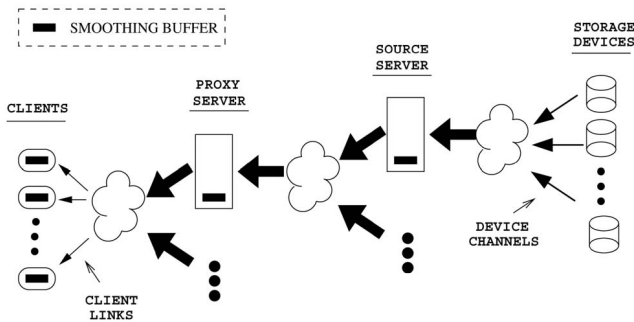 SMOOTHING BUFFER
STORAGE
DEVICES
SOURCE
SERVER
PROXY
SERVER
CLIENTS
DEVICE
CHANNELS
CLIENT
LINKS